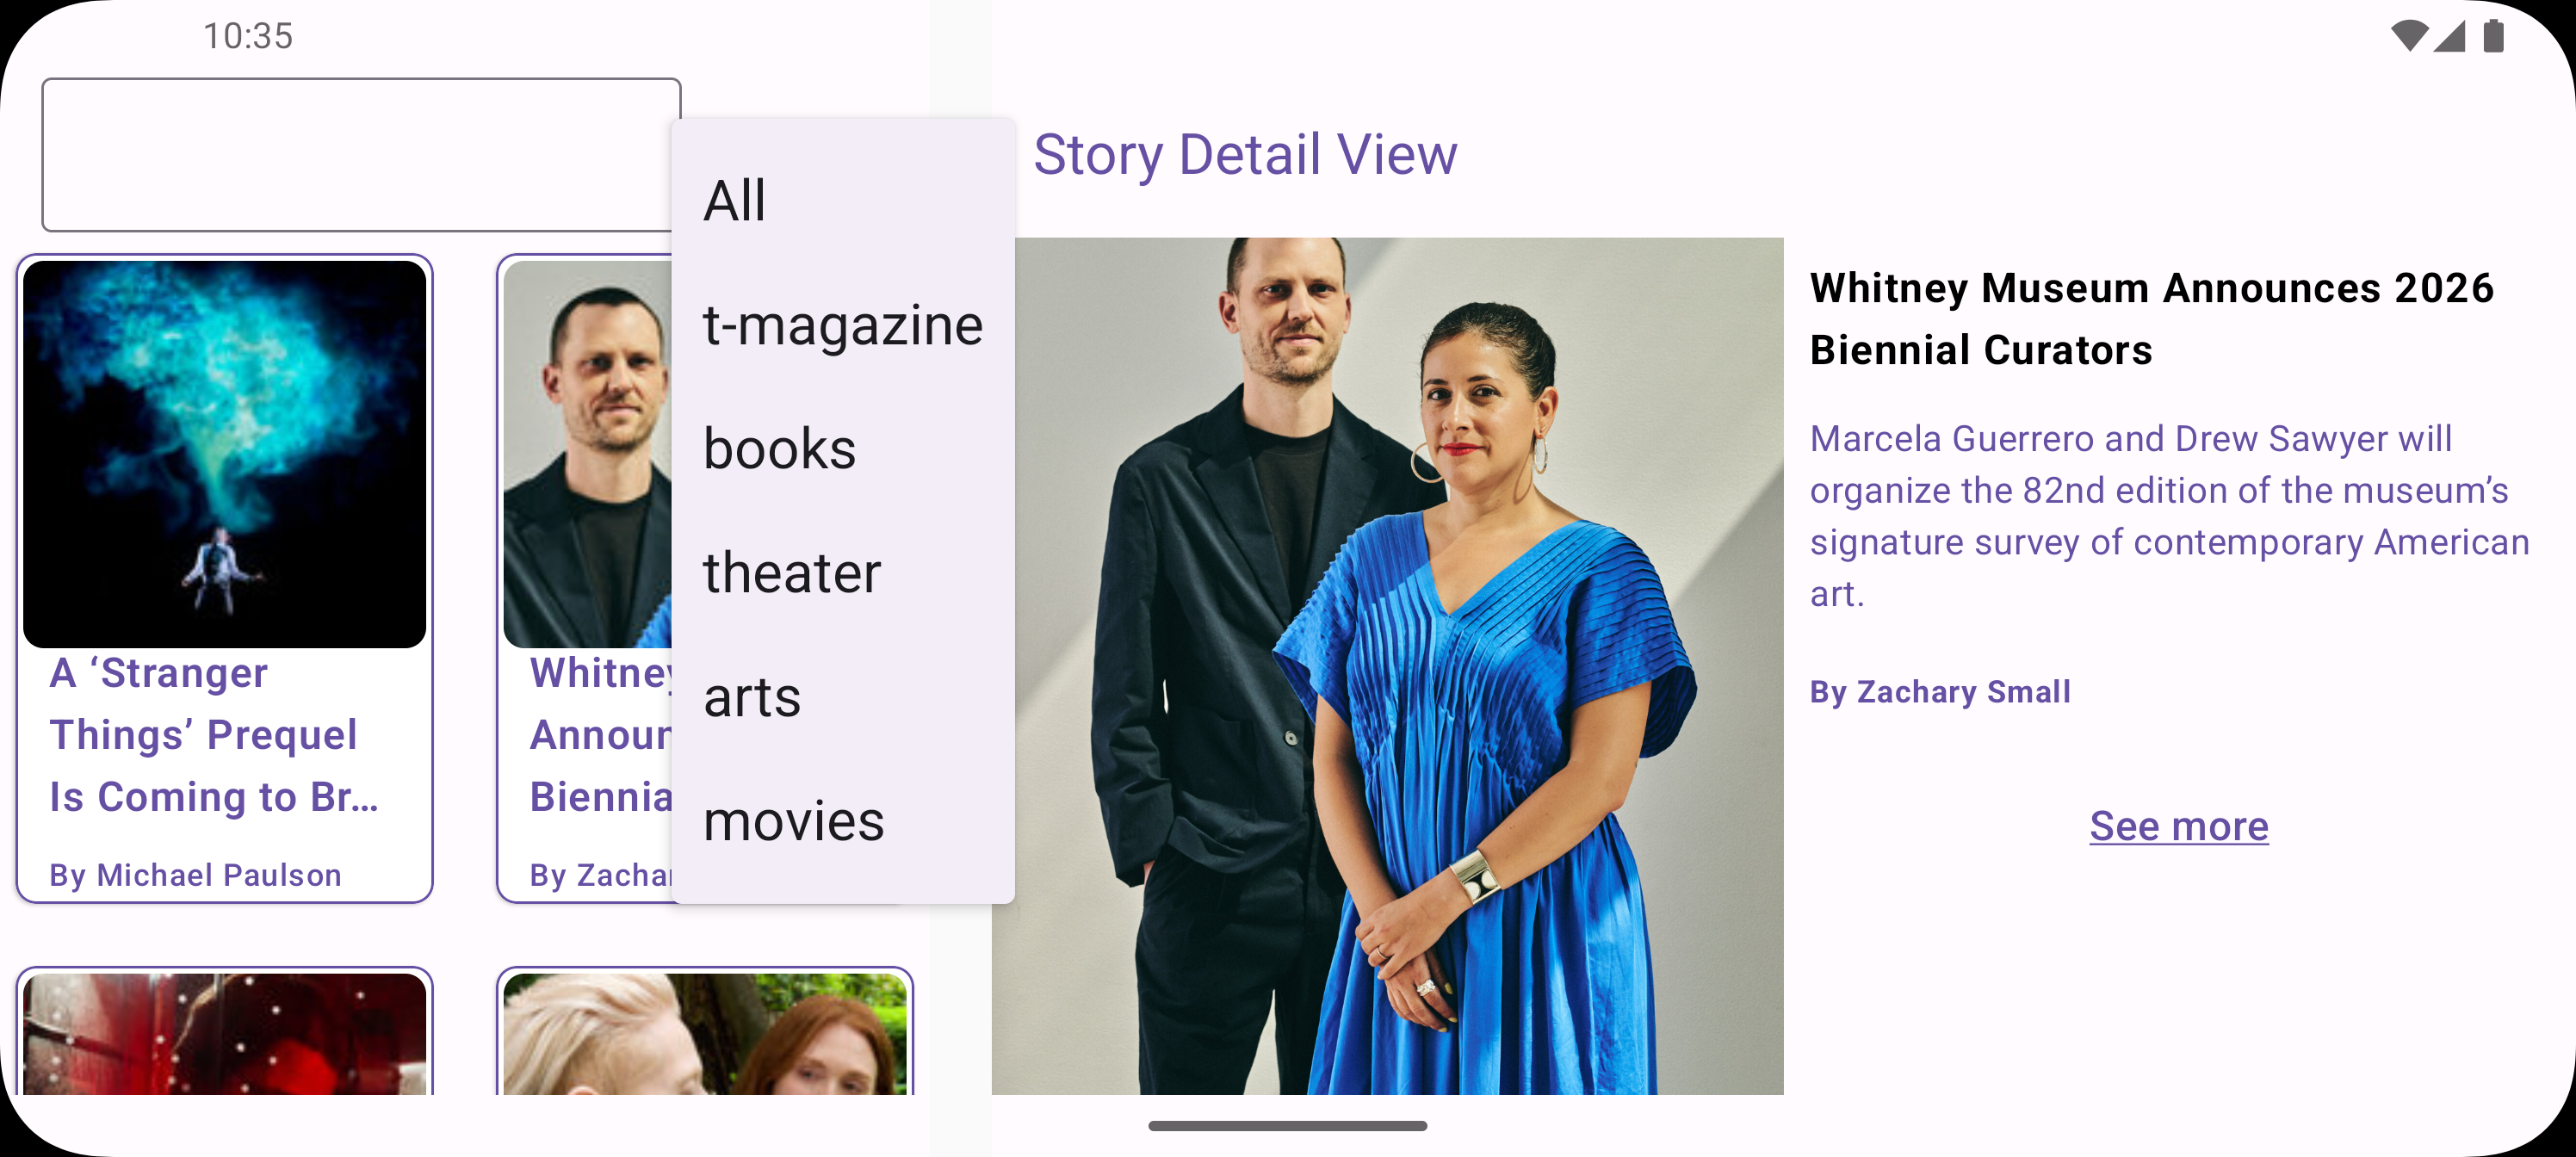 10:35
All
t-magazine
books
theater
arts
movies
A ‘Stranger
Things’ Prequel
Is Coming to Br...
By Michael Paulson
Whitney
Announ
Biennia
By Zachar
Story Detail View
Whitney Museum Announces 2026
Biennial Curators
Marcela Guerrero and Drew Sawyer will
organize the 82nd edition of the museum’s
signature survey of contemporary American
art.
By Zachary Small
See more